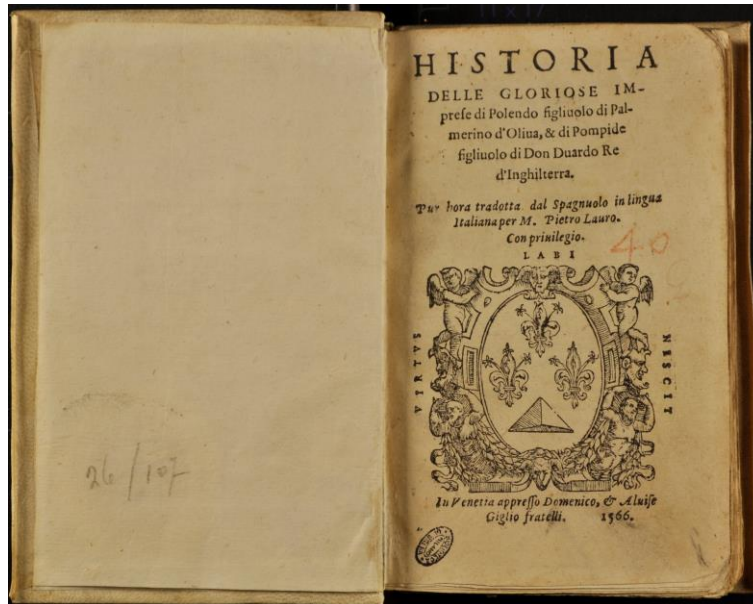 26/107
HISTORIA
DELLE GLORIOSE IM-
prese di Polendo figliuolo di Pal-
merino d'Oliua, & di Pompide
figliuolo di Don Duardo Re
d'Inghilterra.
Pur hora tradotta dal Spagnuolo in lingua
Italiana per M. Pietro Lauro.
Con priuilegio.
40
LABI
VIRTVS
NESCIT
In Venetia appresso Domenico, & Aluise
Giglio fratelli. 1566.